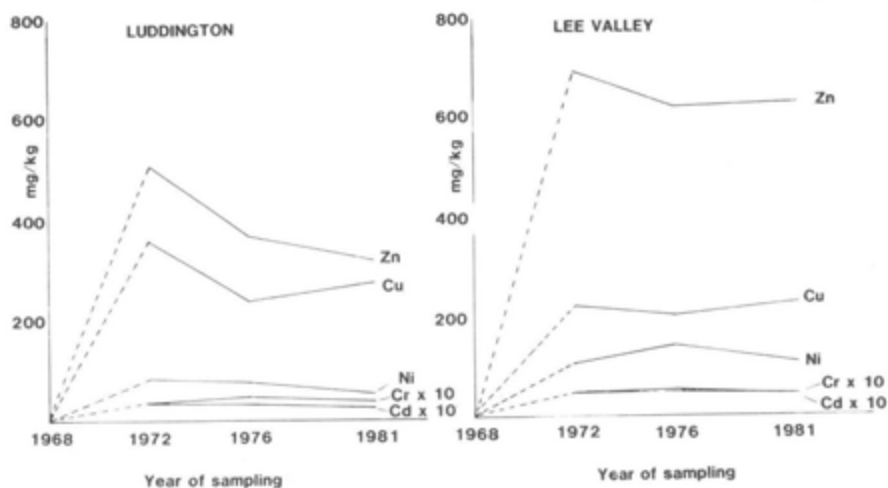 LUDDINGTON
800
600
400
200
mg/kg
Zn
Cu
Ni
Cr x 10
Cd x 10
1968 1972 1976 1981
Year of sampling
LEE VALLEY
800
600
400
200
mg/kg
Zn
Cu
Ni
Cr x 10
Cd x 10
1968 1972 1976 1981
Year of sampling